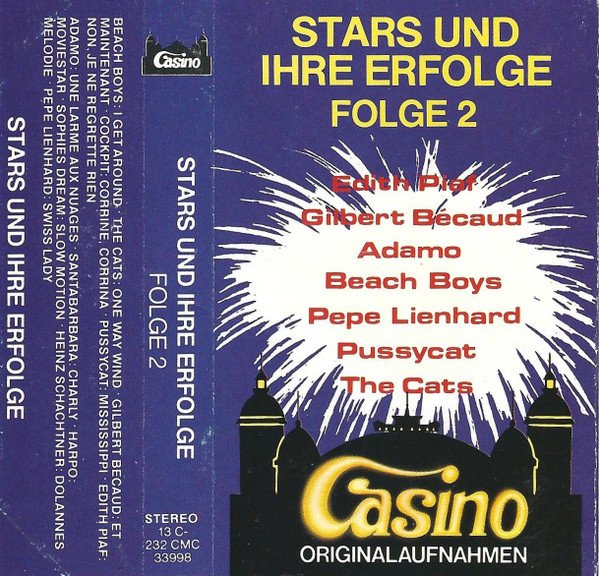 STARS UND
IHRE ERFOLGE
FOLGE 2
Edith Piaf
Gilbert Bécaud
Adamo
Beach Boys
Pepe Lienhard
Pussycat
The Cats
Casino
ORIGINALAUFNAHMEN
Casino
STARS UND IHRE ERFOLGE
FOLGE 2
STEREO
13 C-
232 CMC
33998
BEACH BOYS: I GET AROUND · THE CATS: ONE WAY WIND · GILBERT BECAUD: ET
MAINTENANT · COCKPIT: CORRINE, CORRINA · PUSSYCAT: MISSISSIPPI · EDITH PIAF:
NON, JE NE REGRETTE RIEN
ADAMO: UNE LARME AUX NUAGES · SANTABARBARA: CHARLY · HARPO:
MOVIESTAR · SOPHIES DREAM: SLOW MOTION · HEINZ SCHACHTNER: DOLANNES
MELODIE · PEPE LIENHARD: SWISS LADY
STARS UND IHRE ERFOLGE